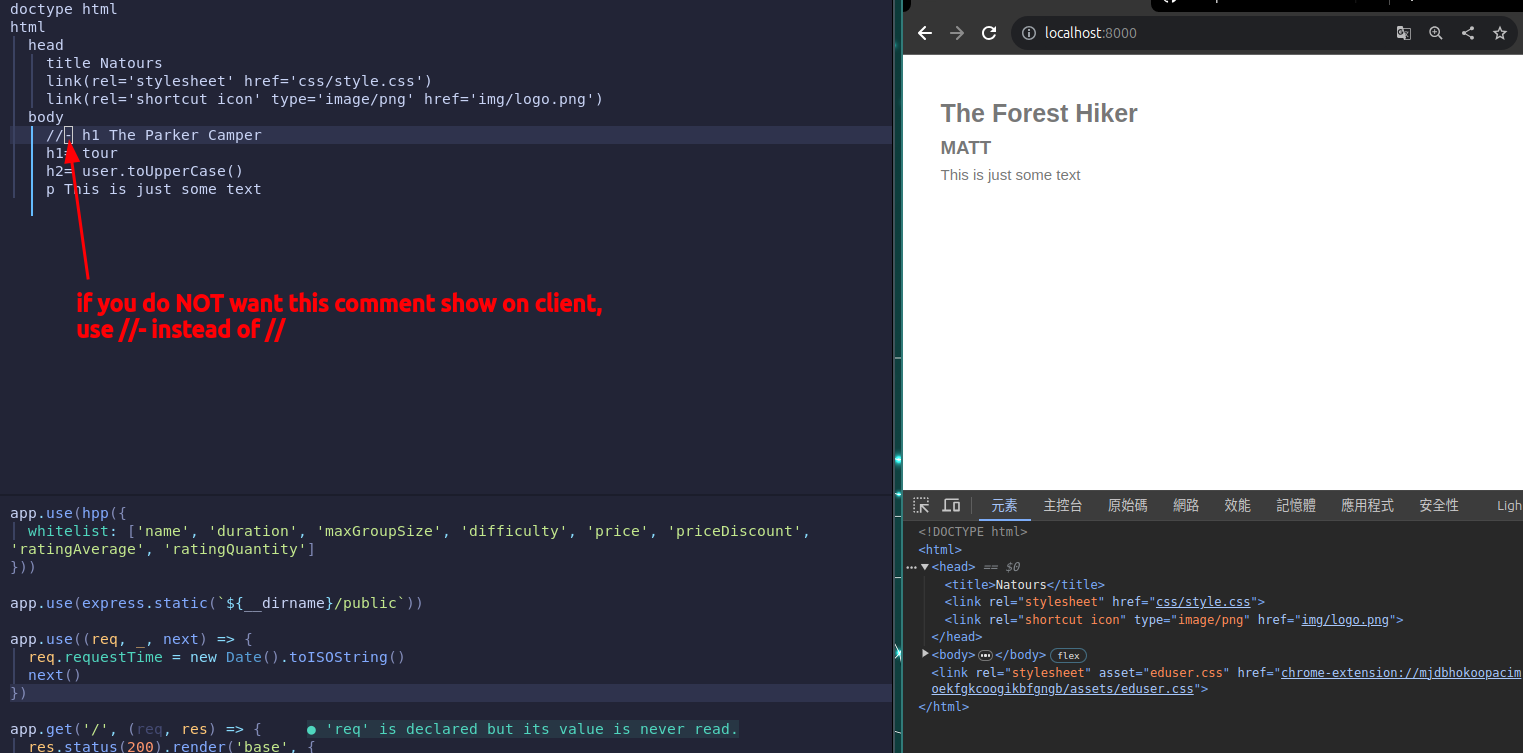 doctype html
html
head
title Natours
link(rel='stylesheet' href='css/style.css')
link(rel='shortcut icon' type='image/png' href='img/logo.png')
body
//- h1 The Parker Camper
h1= tour
h2= user.toUpperCase()
p This is just some text
if you do NOT want this comment show on client,
use //- instead of //
app.use(hpp({
whitelist: ['name', 'duration', 'maxGroupSize', 'difficulty', 'price', 'priceDiscount',
'ratingAverage', 'ratingQuantity']
}))
app.use(express.static(`${__dirname}/public`))
app.use((req, _, next) => {
req.requestTime = new Date().toISOString()
next()
})
app.get('/', (req, res) => { ● 'req' is declared but its value is never read.
res.status(200).render('base', {
localhost:8000
The Forest Hiker
MATT
This is just some text
元素 主控台 原始碼 網路 效能 記憶體 應用程式 安全性 Ligh
<!DOCTYPE html>
<html>
<head> == $0
<title>Natours</title>
<link rel="stylesheet" href="css/style.css">
<link rel="shortcut icon" type="image/png" href="img/logo.png">
</head>
<body>•••</body> flex
<link rel="stylesheet" asset="eduser.css" href="chrome-extension://mjdbhokoopacim
oekfgkcoogikbfgngb/assets/eduser.css">
</html>